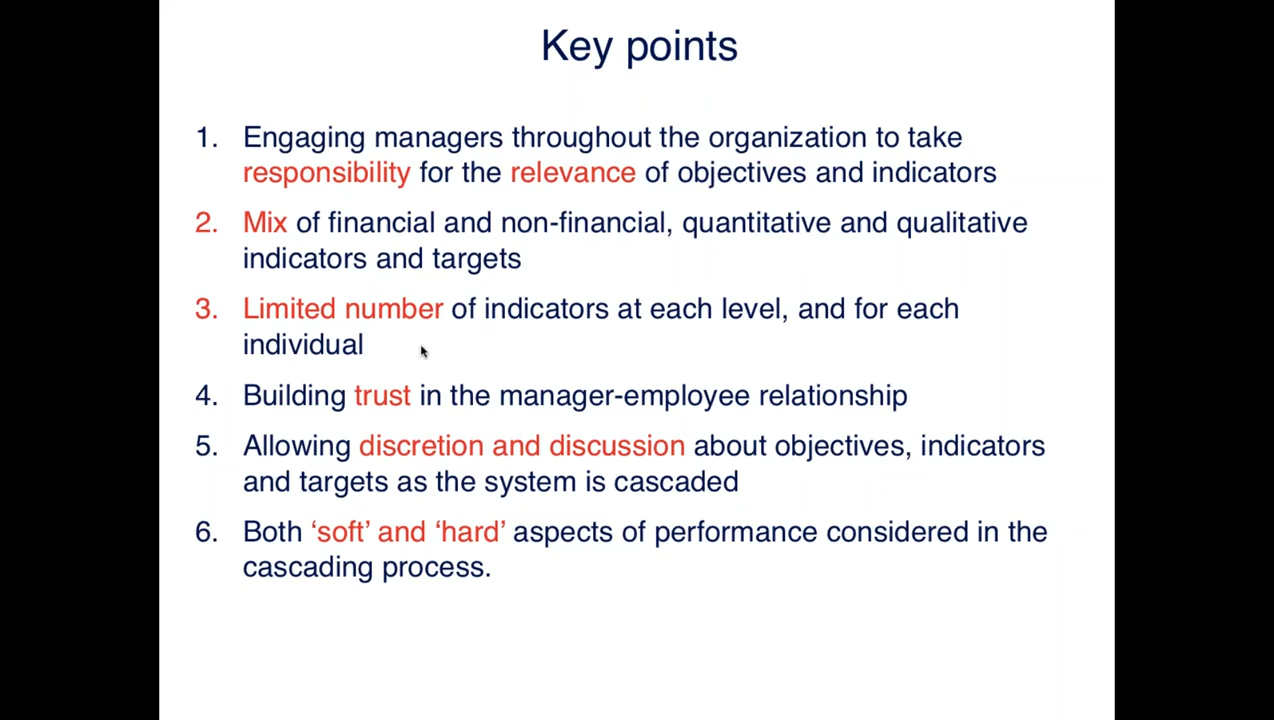 Key points
1. Engaging managers throughout the organization to take
responsibility for the relevance of objectives and indicators
2. Mix of financial and non-financial, quantitative and qualitative
indicators and targets
3. Limited number of indicators at each level, and for each
individual
4. Building trust in the manager-employee relationship
5. Allowing discretion and discussion about objectives, indicators
and targets as the system is cascaded
6. Both ‘soft’ and ‘hard’ aspects of performance considered in the
cascading process.